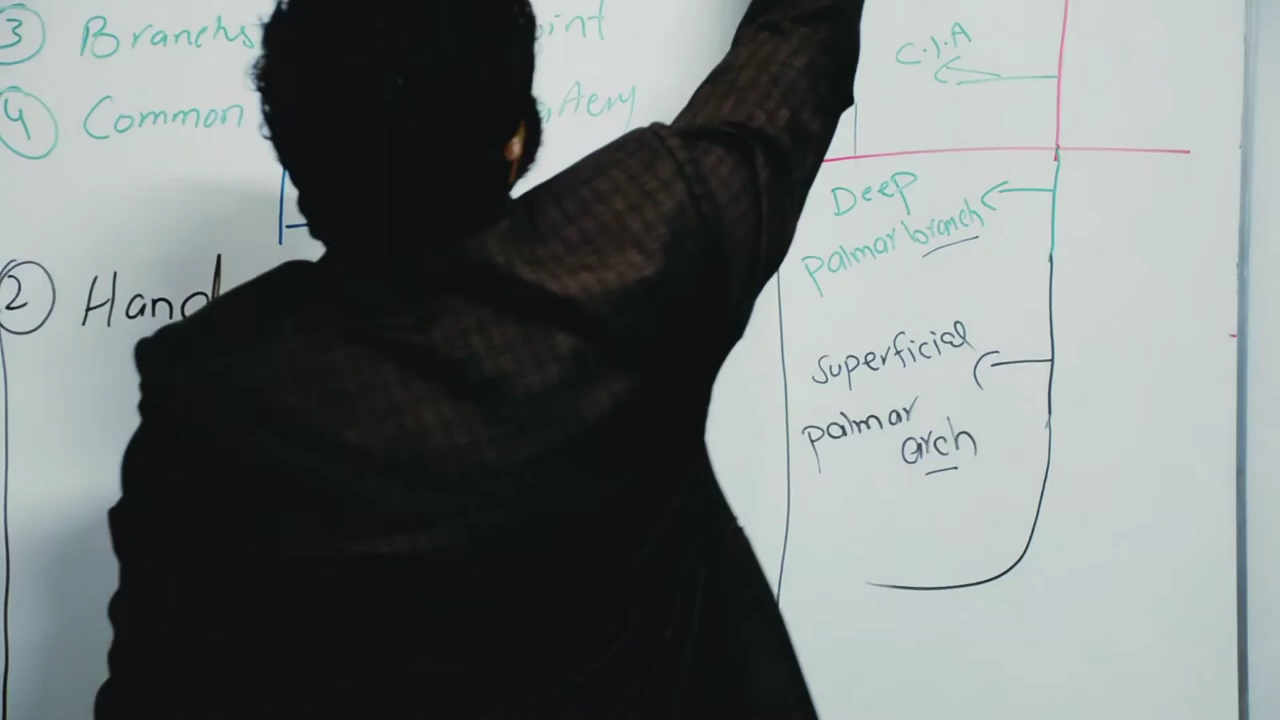 3 Branchs
4 Common
2 Hand
C.I.A
Deep
palmar branch
superficial
palmar
arch